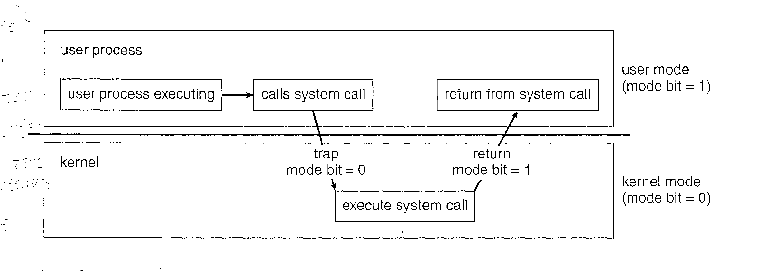 user process
user process executing
calls system call
return from system call
user mode
(mode bit = 1)
trap
mode bit = 0
return
mode bit = 1
kernel
execute system call
kernel mode
(mode bit = 0)